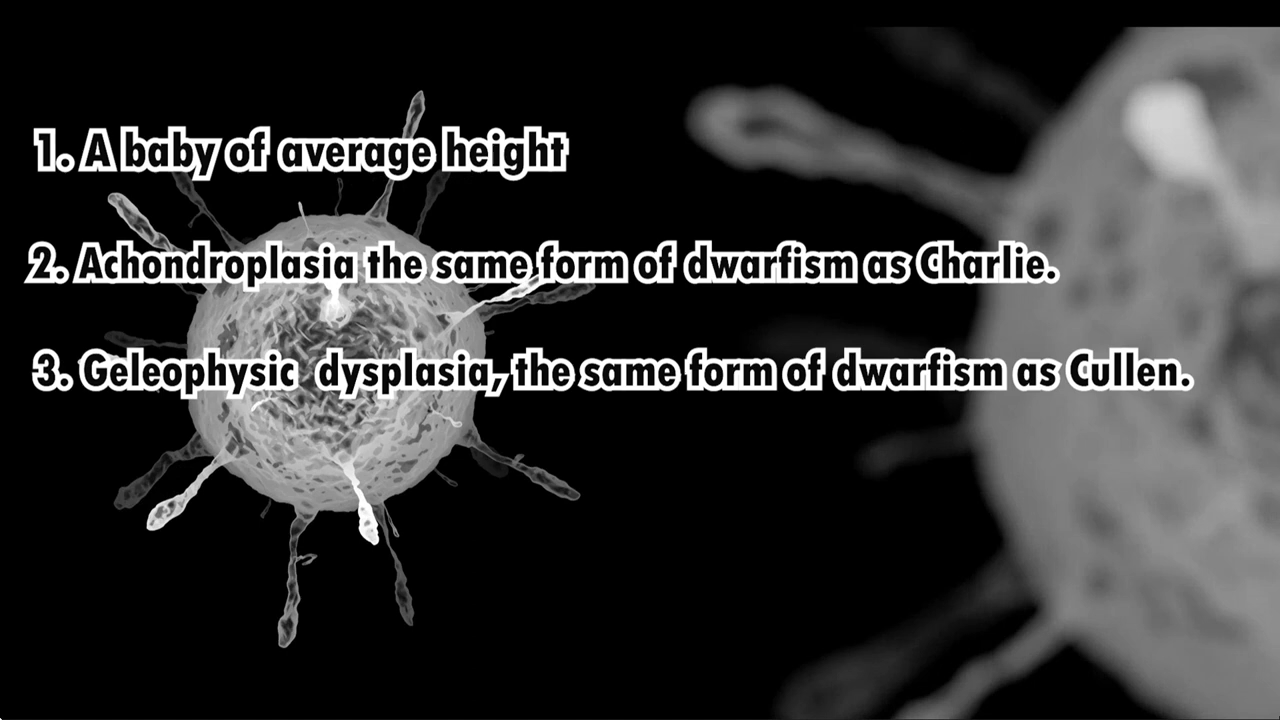 1. A baby of average height
2. Achondroplasia the same form of dwarfism as Charlie.
3. Geleophysic dysplasia, the same form of dwarfism as Cullen.